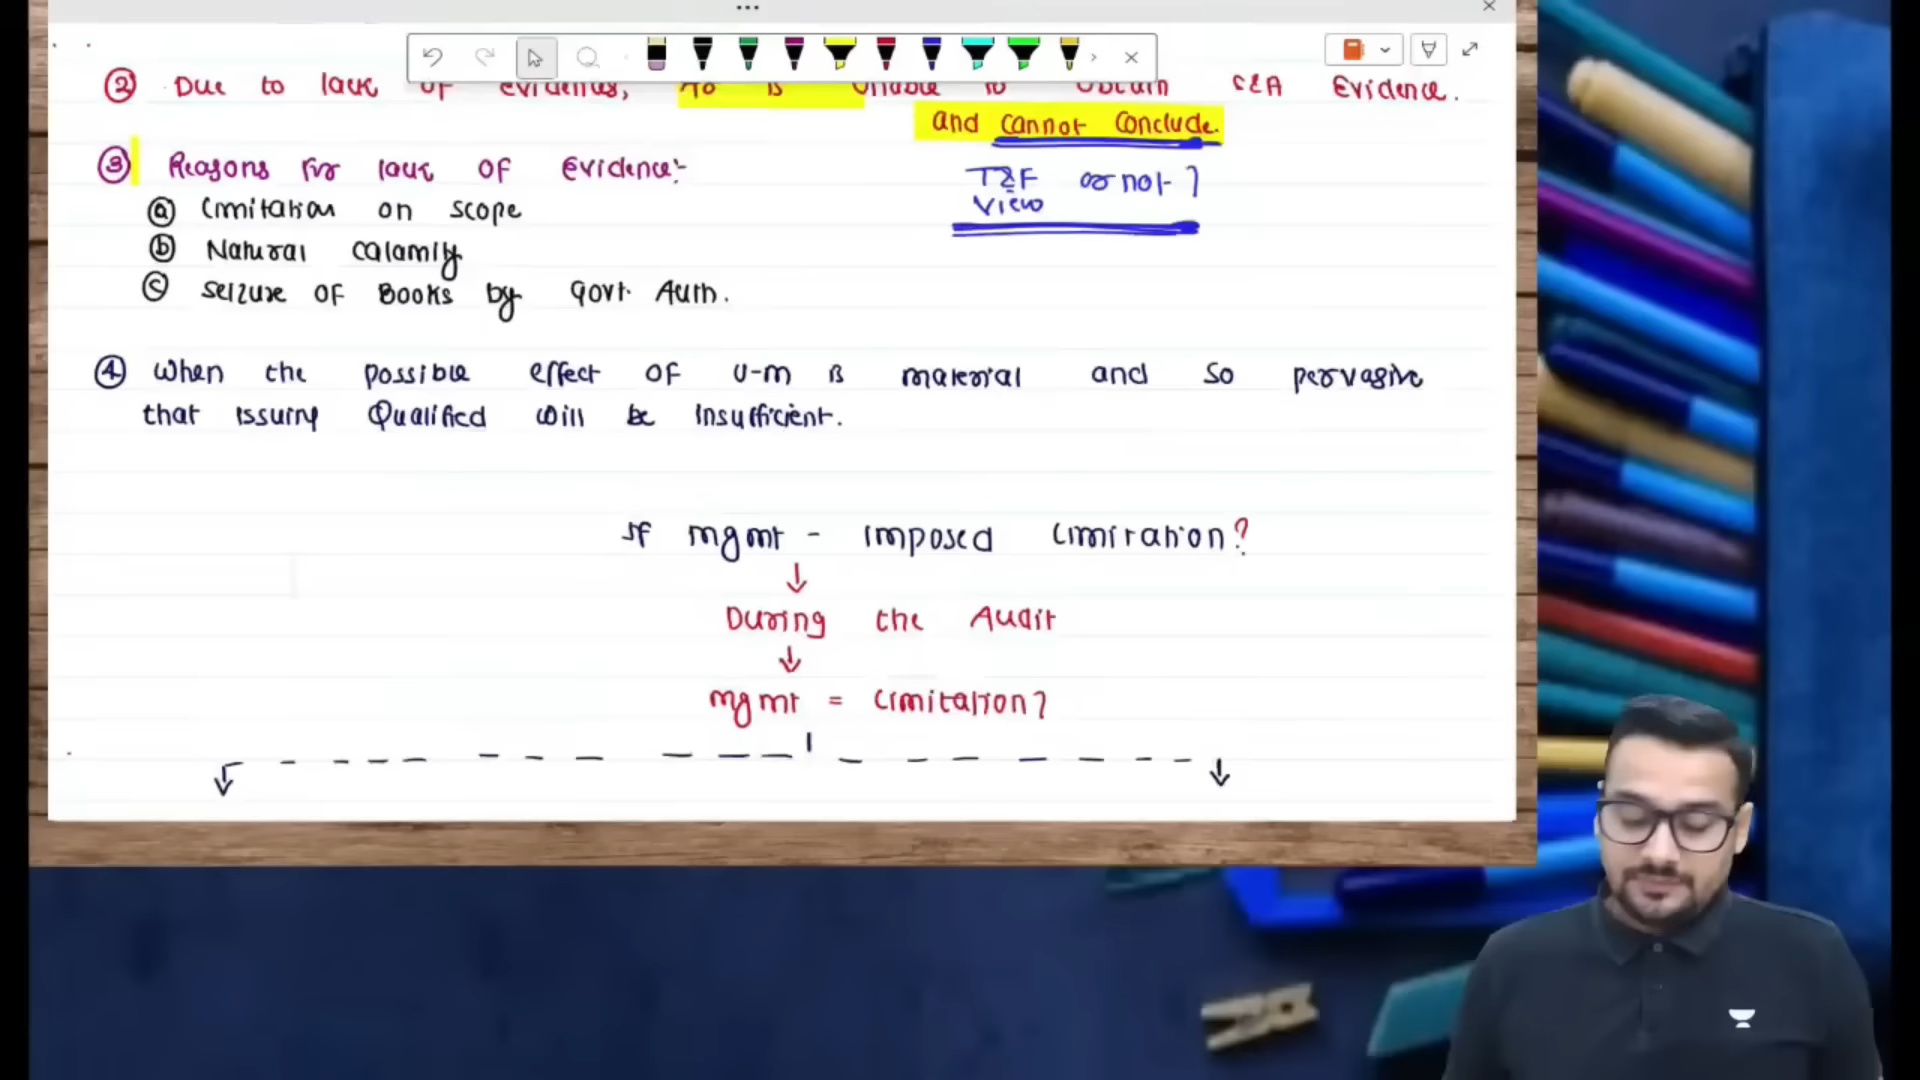 ② Due to lack of evidences, AO is unable to obtain S&A Evidence.
and cannot conclude.
③ Reasons for lack of evidence:-
T&F or not ?
View
ⓐ Limitation on scope
ⓑ Natural calamity
ⓒ Seizure of Books by Govt. Auth.
④ When the possible effect of U-M is material and so pervasive
that issuing Qualified will be insufficient.
If mgmt - imposed limitation?
During the Audit
mgmt = limitation?